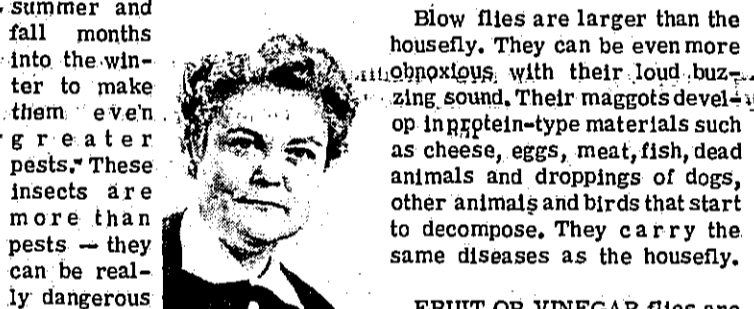 summer and
fall months
into the win-
ter to make
them even
greater
pests. These
insects are
more than
pests — they
can be real-
ly dangerous
Blow flies are larger than the
housefly. They can be even more
obnoxious with their loud buz-
zing sound. Their maggots devel-
op in protein-type materials such
as cheese, eggs, meat, fish, dead
animals and droppings of dogs,
other animals and birds that start
to decompose. They carry the
same diseases as the housefly.
FRUIT OR VINEGAR flies are